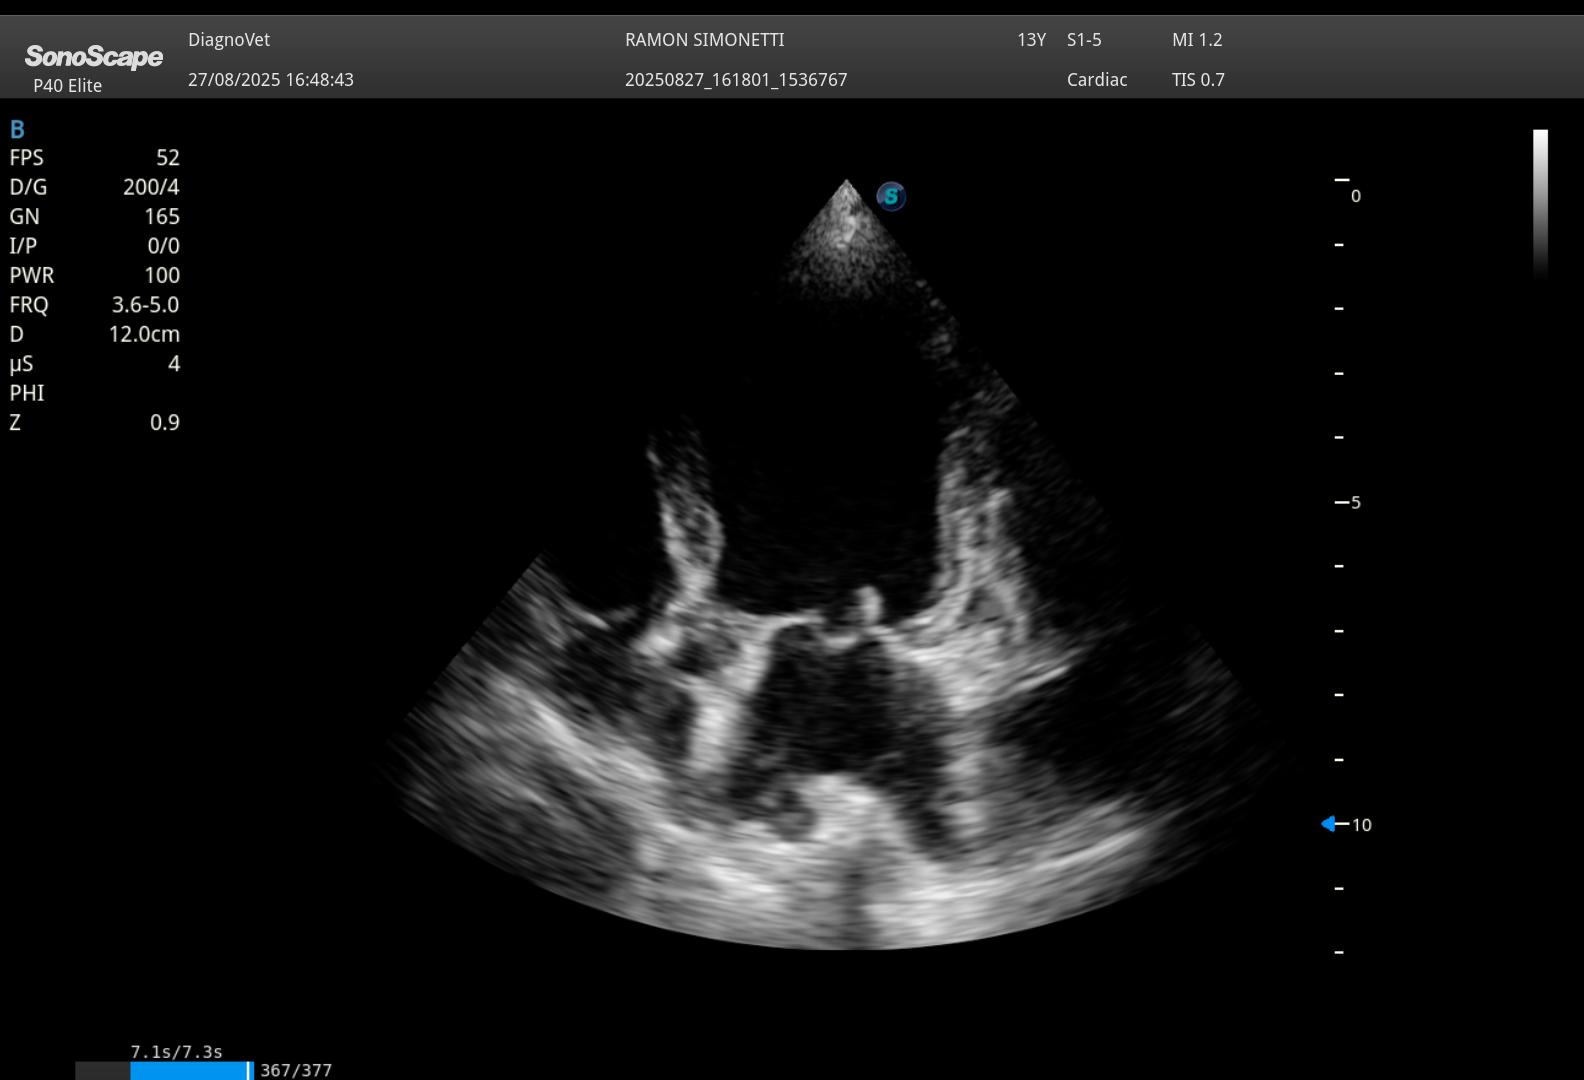 SonoScape
P40 Elite
DiagnoVet
27/08/2025 16:48:43
RAMON SIMONETTI
20250827_161801_1536767
13Y S1-5
Cardiac
MI 1.2
TIS 0.7
B
FPS 52
D/G 200/4
GN 165
I/P 0/0
PWR 100
FRQ 3.6-5.0
D 12.0cm
µS 4
PHI
Z 0.9
S
0
5
10
7.1s/7.3s
367/377